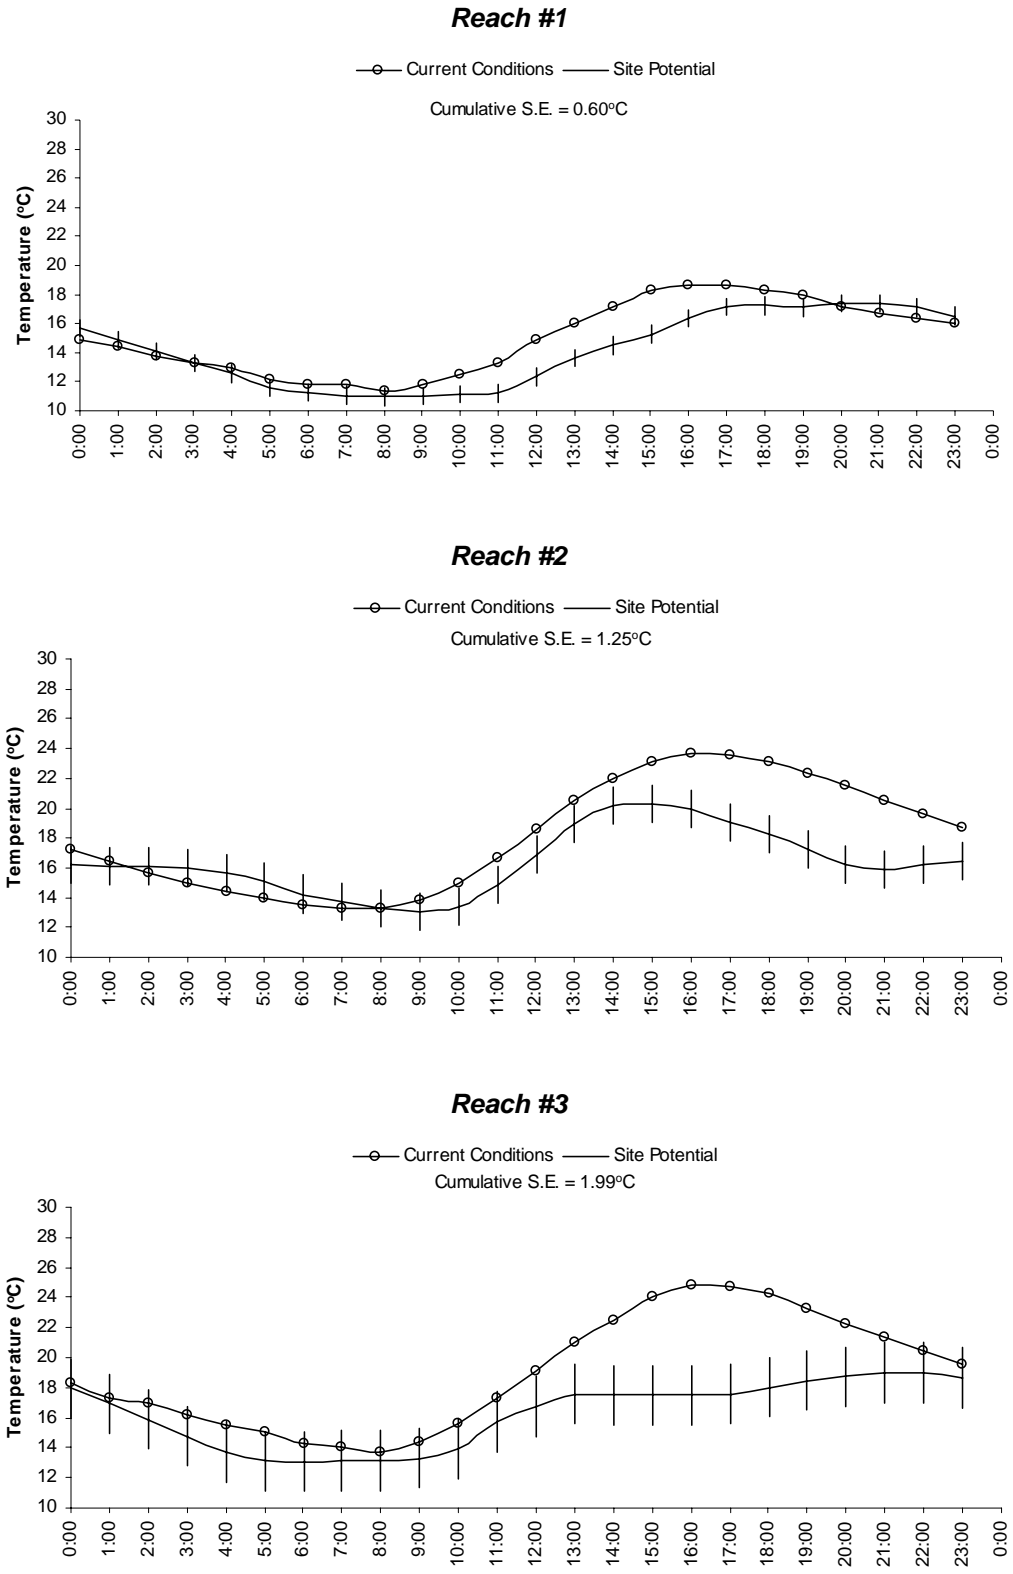 Reach #1
Current Conditions Site Potential
Cumulative S.E. = 0.60°C
Temperature (°C)
30
28
26
24
22
20
18
16
14
12
10
0:00 1:00 2:00 3:00 4:00 5:00 6:00 7:00 8:00 9:00 10:00 11:00 12:00 13:00 14:00 15:00 16:00 17:00 18:00 19:00 20:00 21:00 22:00 23:00 0:00
Reach #2
Current Conditions Site Potential
Cumulative S.E. = 1.25°C
Temperature (°C)
30
28
26
24
22
20
18
16
14
12
10
0:00 1:00 2:00 3:00 4:00 5:00 6:00 7:00 8:00 9:00 10:00 11:00 12:00 13:00 14:00 15:00 16:00 17:00 18:00 19:00 20:00 21:00 22:00 23:00 0:00
Reach #3
Current Conditions Site Potential
Cumulative S.E. = 1.99°C
Temperature (°C)
30
28
26
24
22
20
18
16
14
12
10
0:00 1:00 2:00 3:00 4:00 5:00 6:00 7:00 8:00 9:00 10:00 11:00 12:00 13:00 14:00 15:00 16:00 17:00 18:00 19:00 20:00 21:00 22:00 23:00 0:00